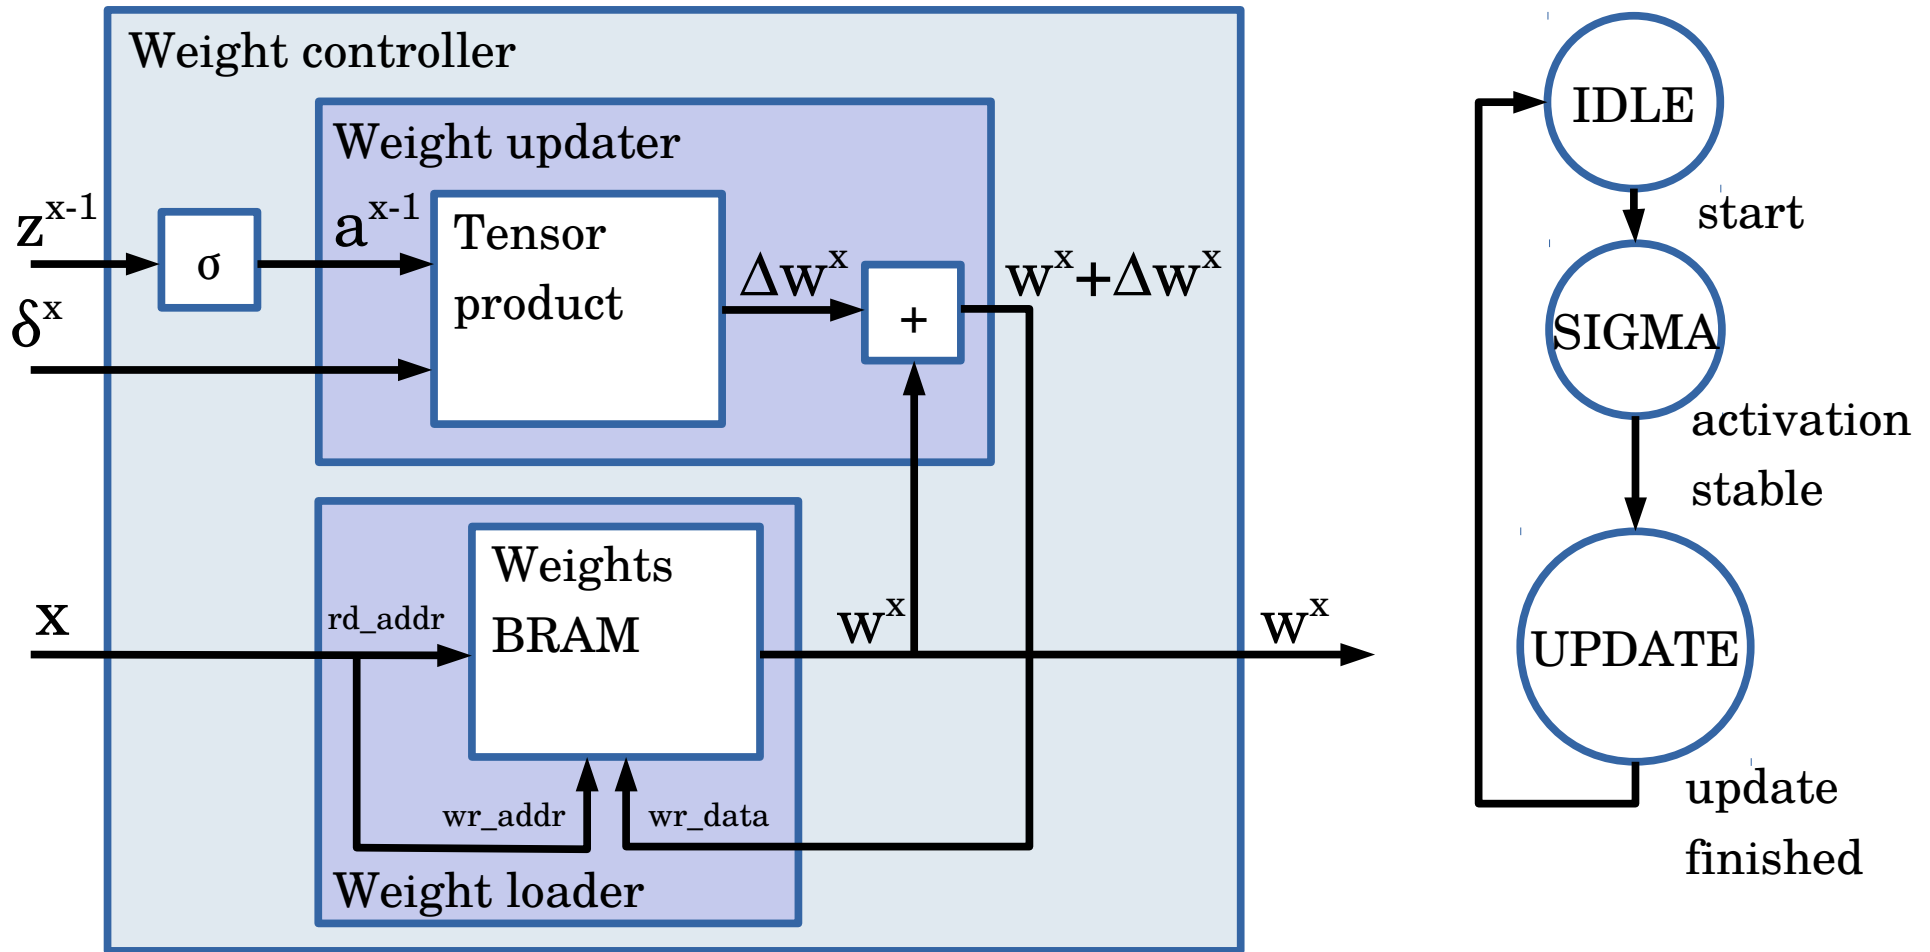 Weight controller
Weight updater
z^{x-1}
σ
a^{x-1}
δ^x
Tensor
product
Δw^x
+
w^x+Δw^x
Weights
BRAM
x
rd_addr
w^x
w^x
wr_addr
wr_data
Weight loader
IDLE
start
SIGMA
activation
stable
UPDATE
update
finished